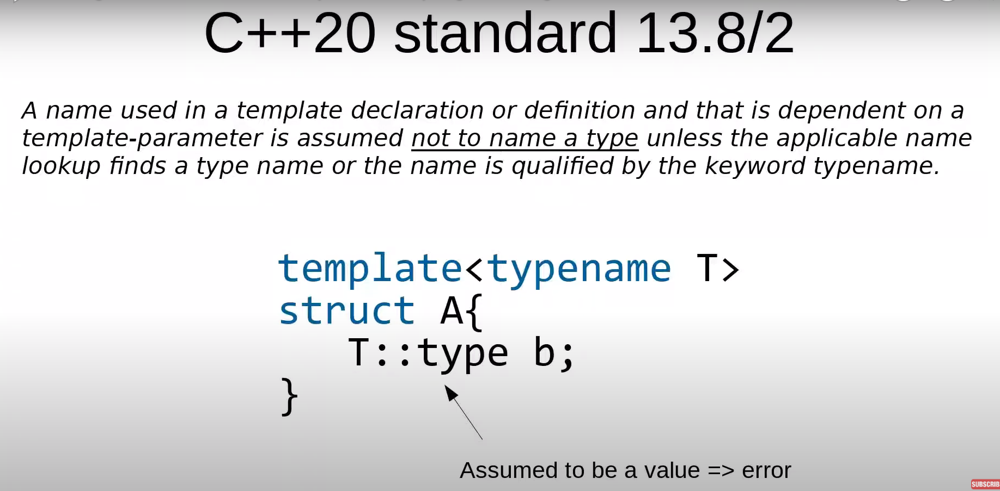 C++20 standard 13.8/2
A name used in a template declaration or definition and that is dependent on a
template-parameter is assumed not to name a type unless the applicable name
lookup finds a type name or the name is qualified by the keyword typename.
template<typename T>
struct A{
T::type b;
}
Assumed to be a value => error
SUBSCRIB